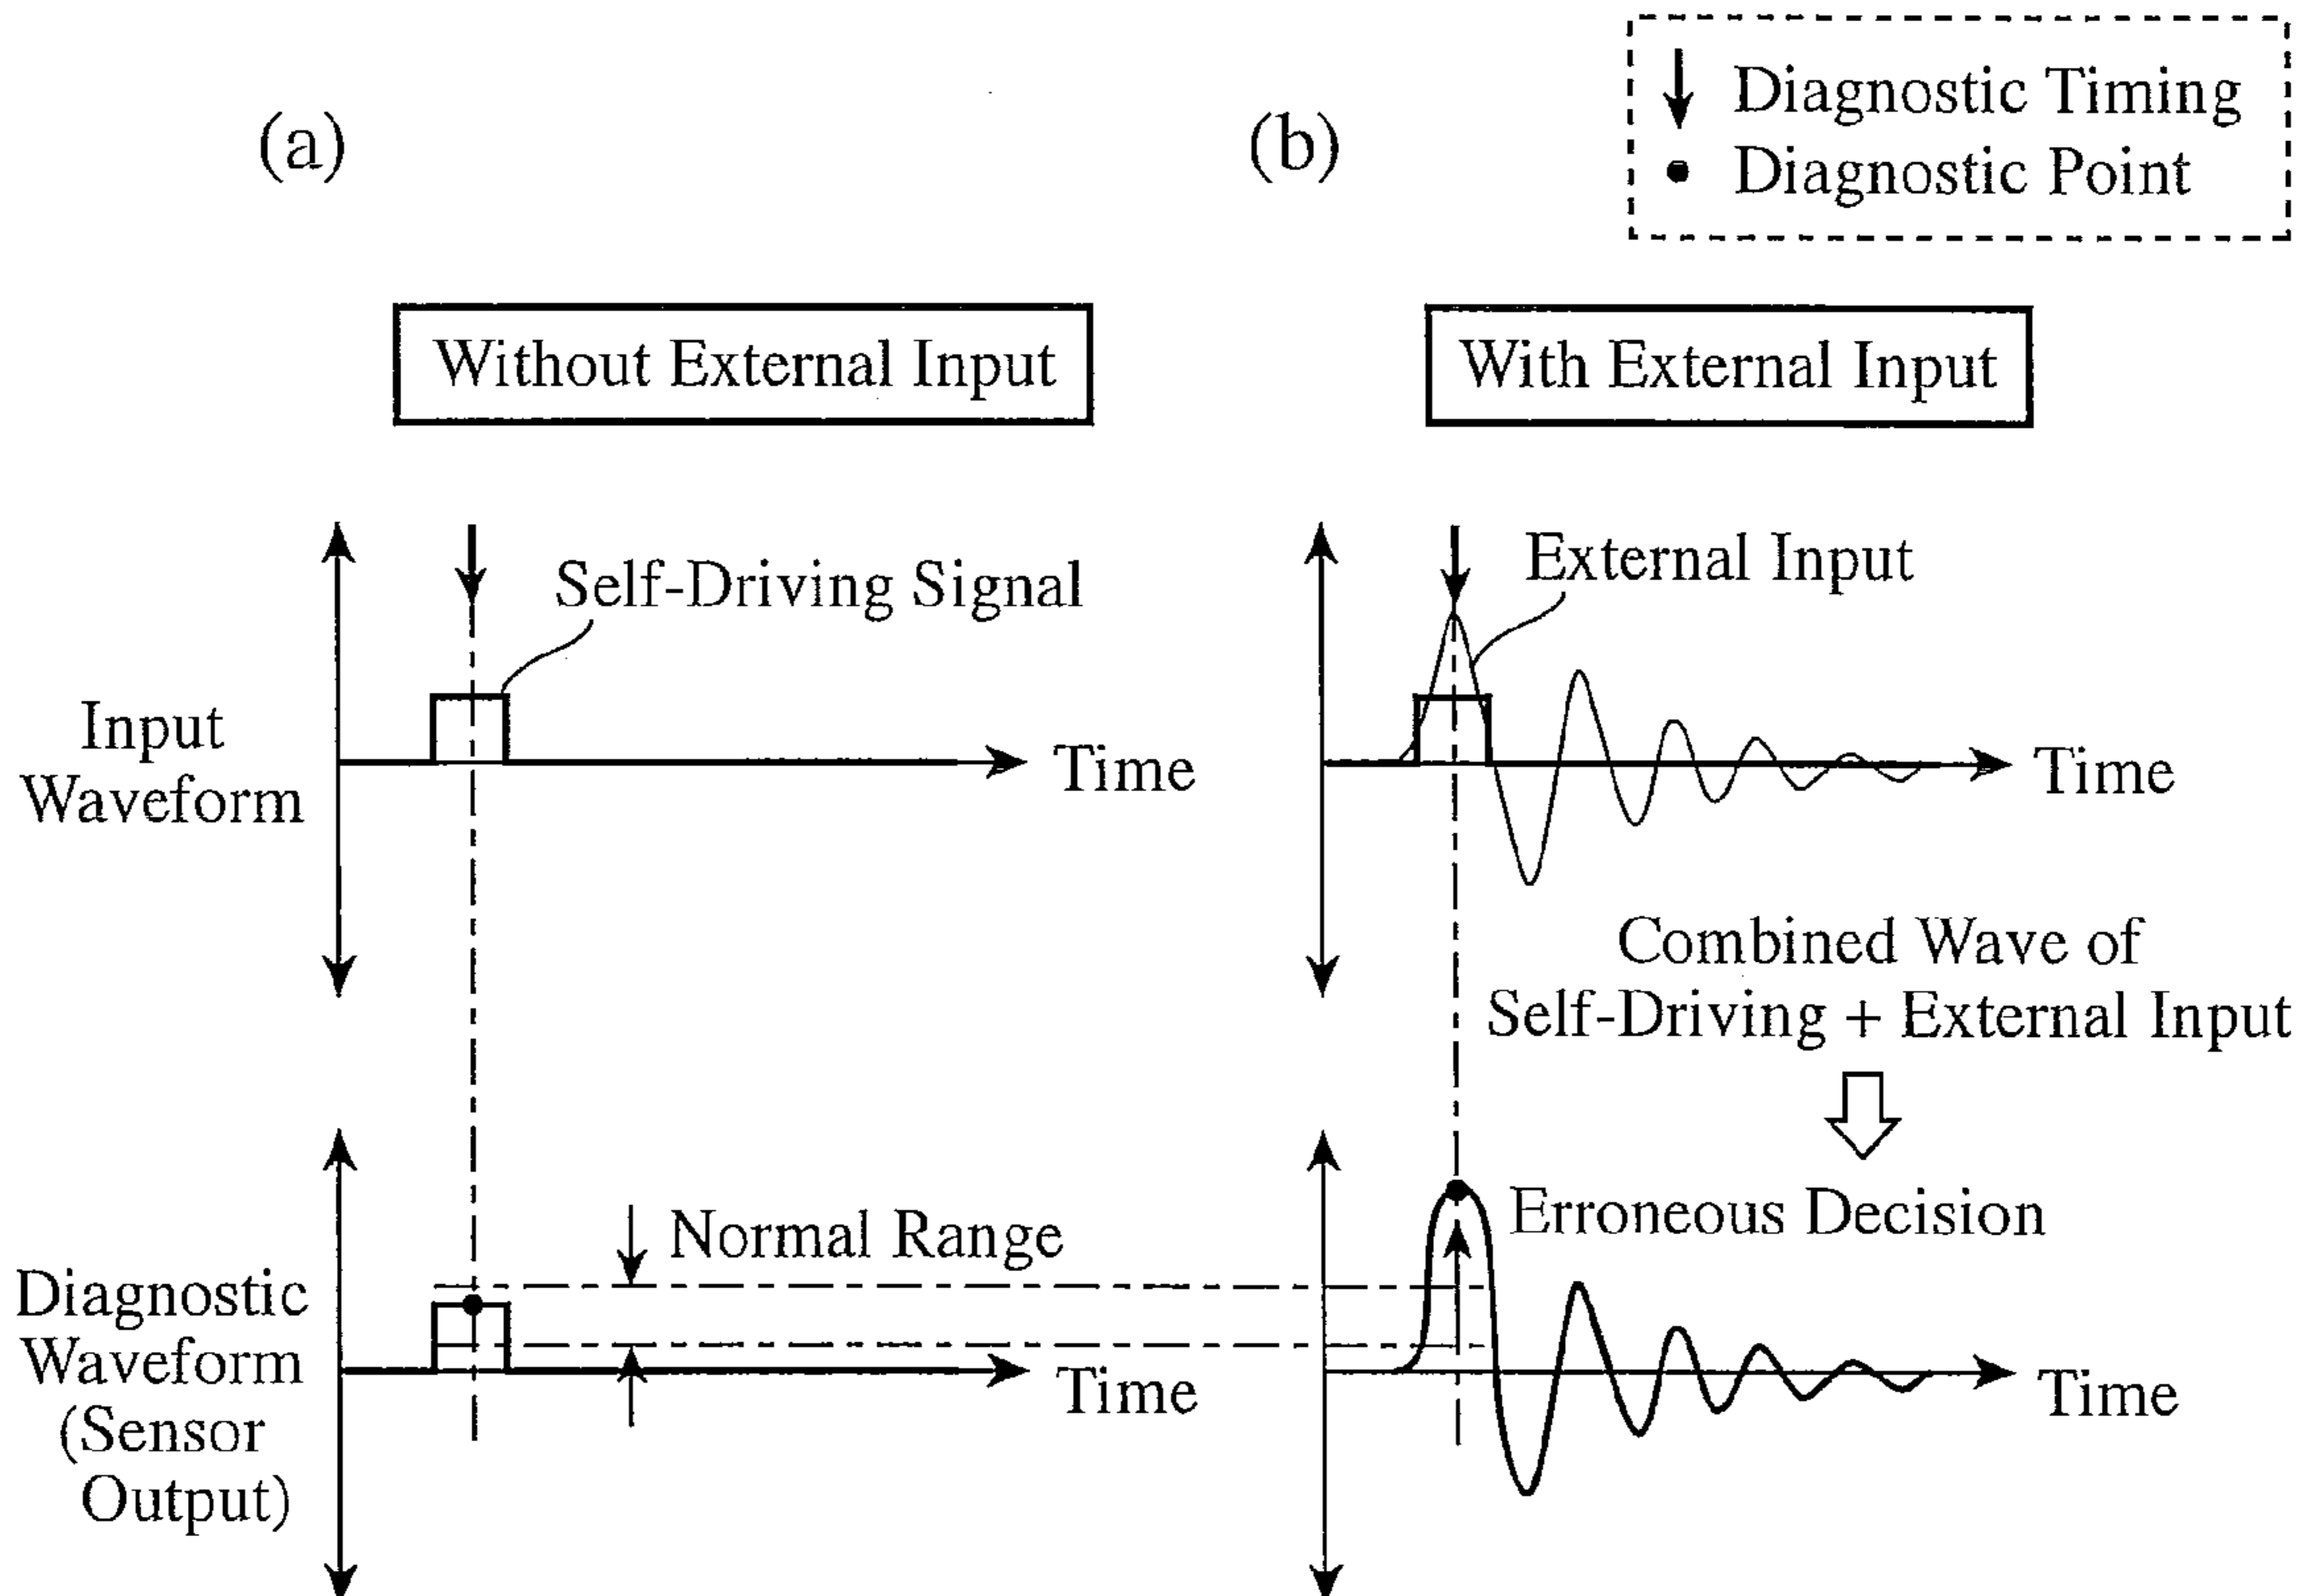 (a)
(b)
Diagnostic Timing
Diagnostic Point
Without External Input
With External Input
Self-Driving Signal
Input
Waveform
Time
External Input
Time
Combined Wave of
Self-Driving + External Input
Normal Range
Diagnostic
Waveform
(Sensor
Output)
Time
Erroneous Decision
Time